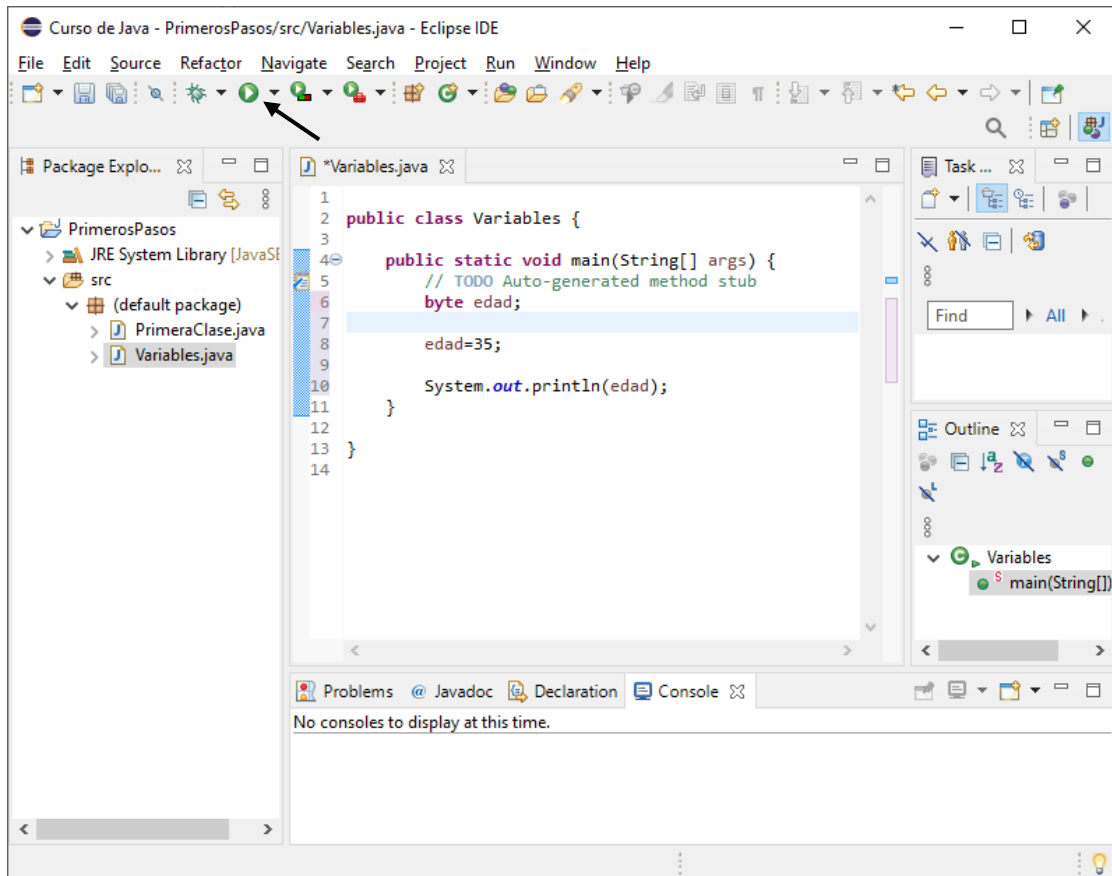 Curso de Java - PrimerosPasos/src/Variables.java - Eclipse IDE
File Edit Source Refactor Navigate Search Project Run Window Help
Package Explo...
PrimerosPasos
JRE System Library [JavaSE
src
(default package)
PrimeraClase.java
Variables.java
*Variables.java
1
2 public class Variables {
3
4 public static void main(String[] args) {
5 // TODO Auto-generated method stub
6 byte edad;
7
8 edad=35;
9
10 System.out.println(edad);
11 }
12
13 }
14
Task ...
Find All
Outline
Variables
main(String[])
Problems @ Javadoc Declaration Console
No consoles to display at this time.